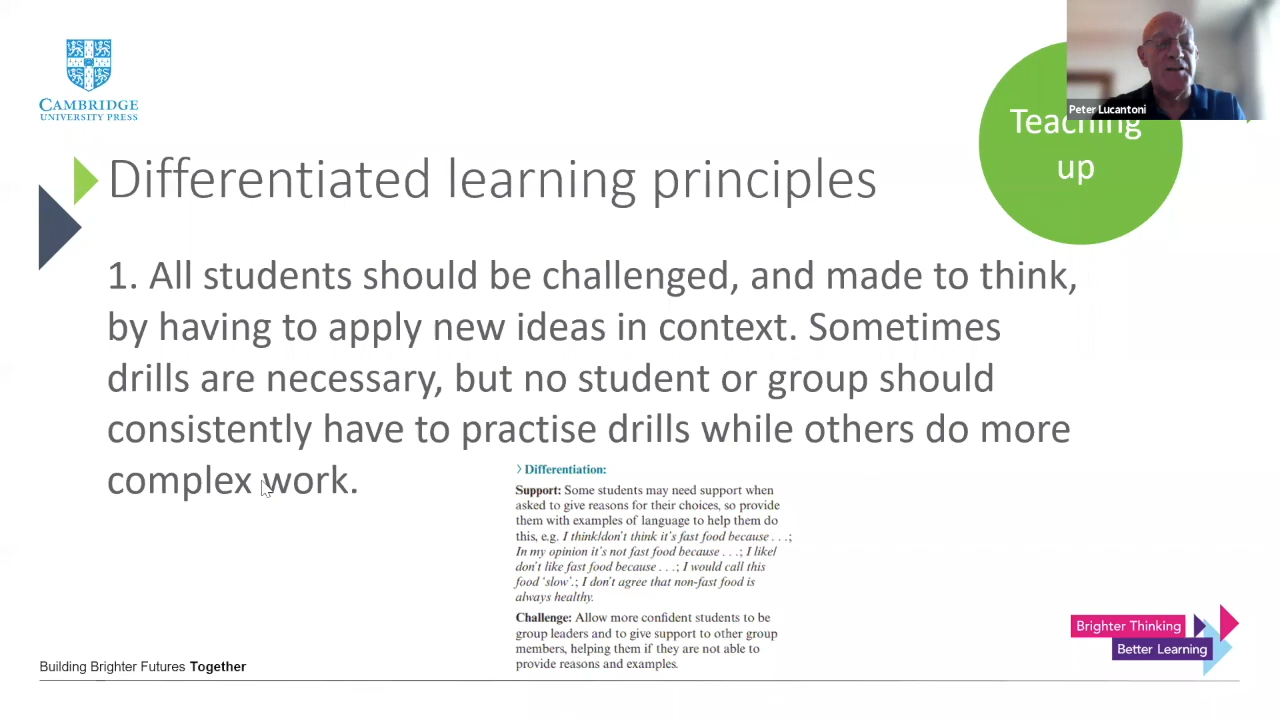 CAMBRIDGE
UNIVERSITY PRESS
Peter Lucantoni
Teaching
up
Differentiated learning principles
1. All students should be challenged, and made to think,
by having to apply new ideas in context. Sometimes
drills are necessary, but no student or group should
consistently have to practise drills while others do more
complex work.
Differentiation:
Support: Some students may need support when
asked to give reasons for their choices, so provide
them with examples of language to help them do
this, e.g. I think/don't think it's fast food because . . .;
In my opinion it's not fast food because . . .; I like/
don't like fast food because . . .; I would call this
food 'slow'.; I don't agree that non-fast food is
always healthy.
Challenge: Allow more confident students to be
group leaders and to give support to other group
members, helping them if they are not able to
provide reasons and examples.
Brighter Thinking
Better Learning
Building Brighter Futures Together